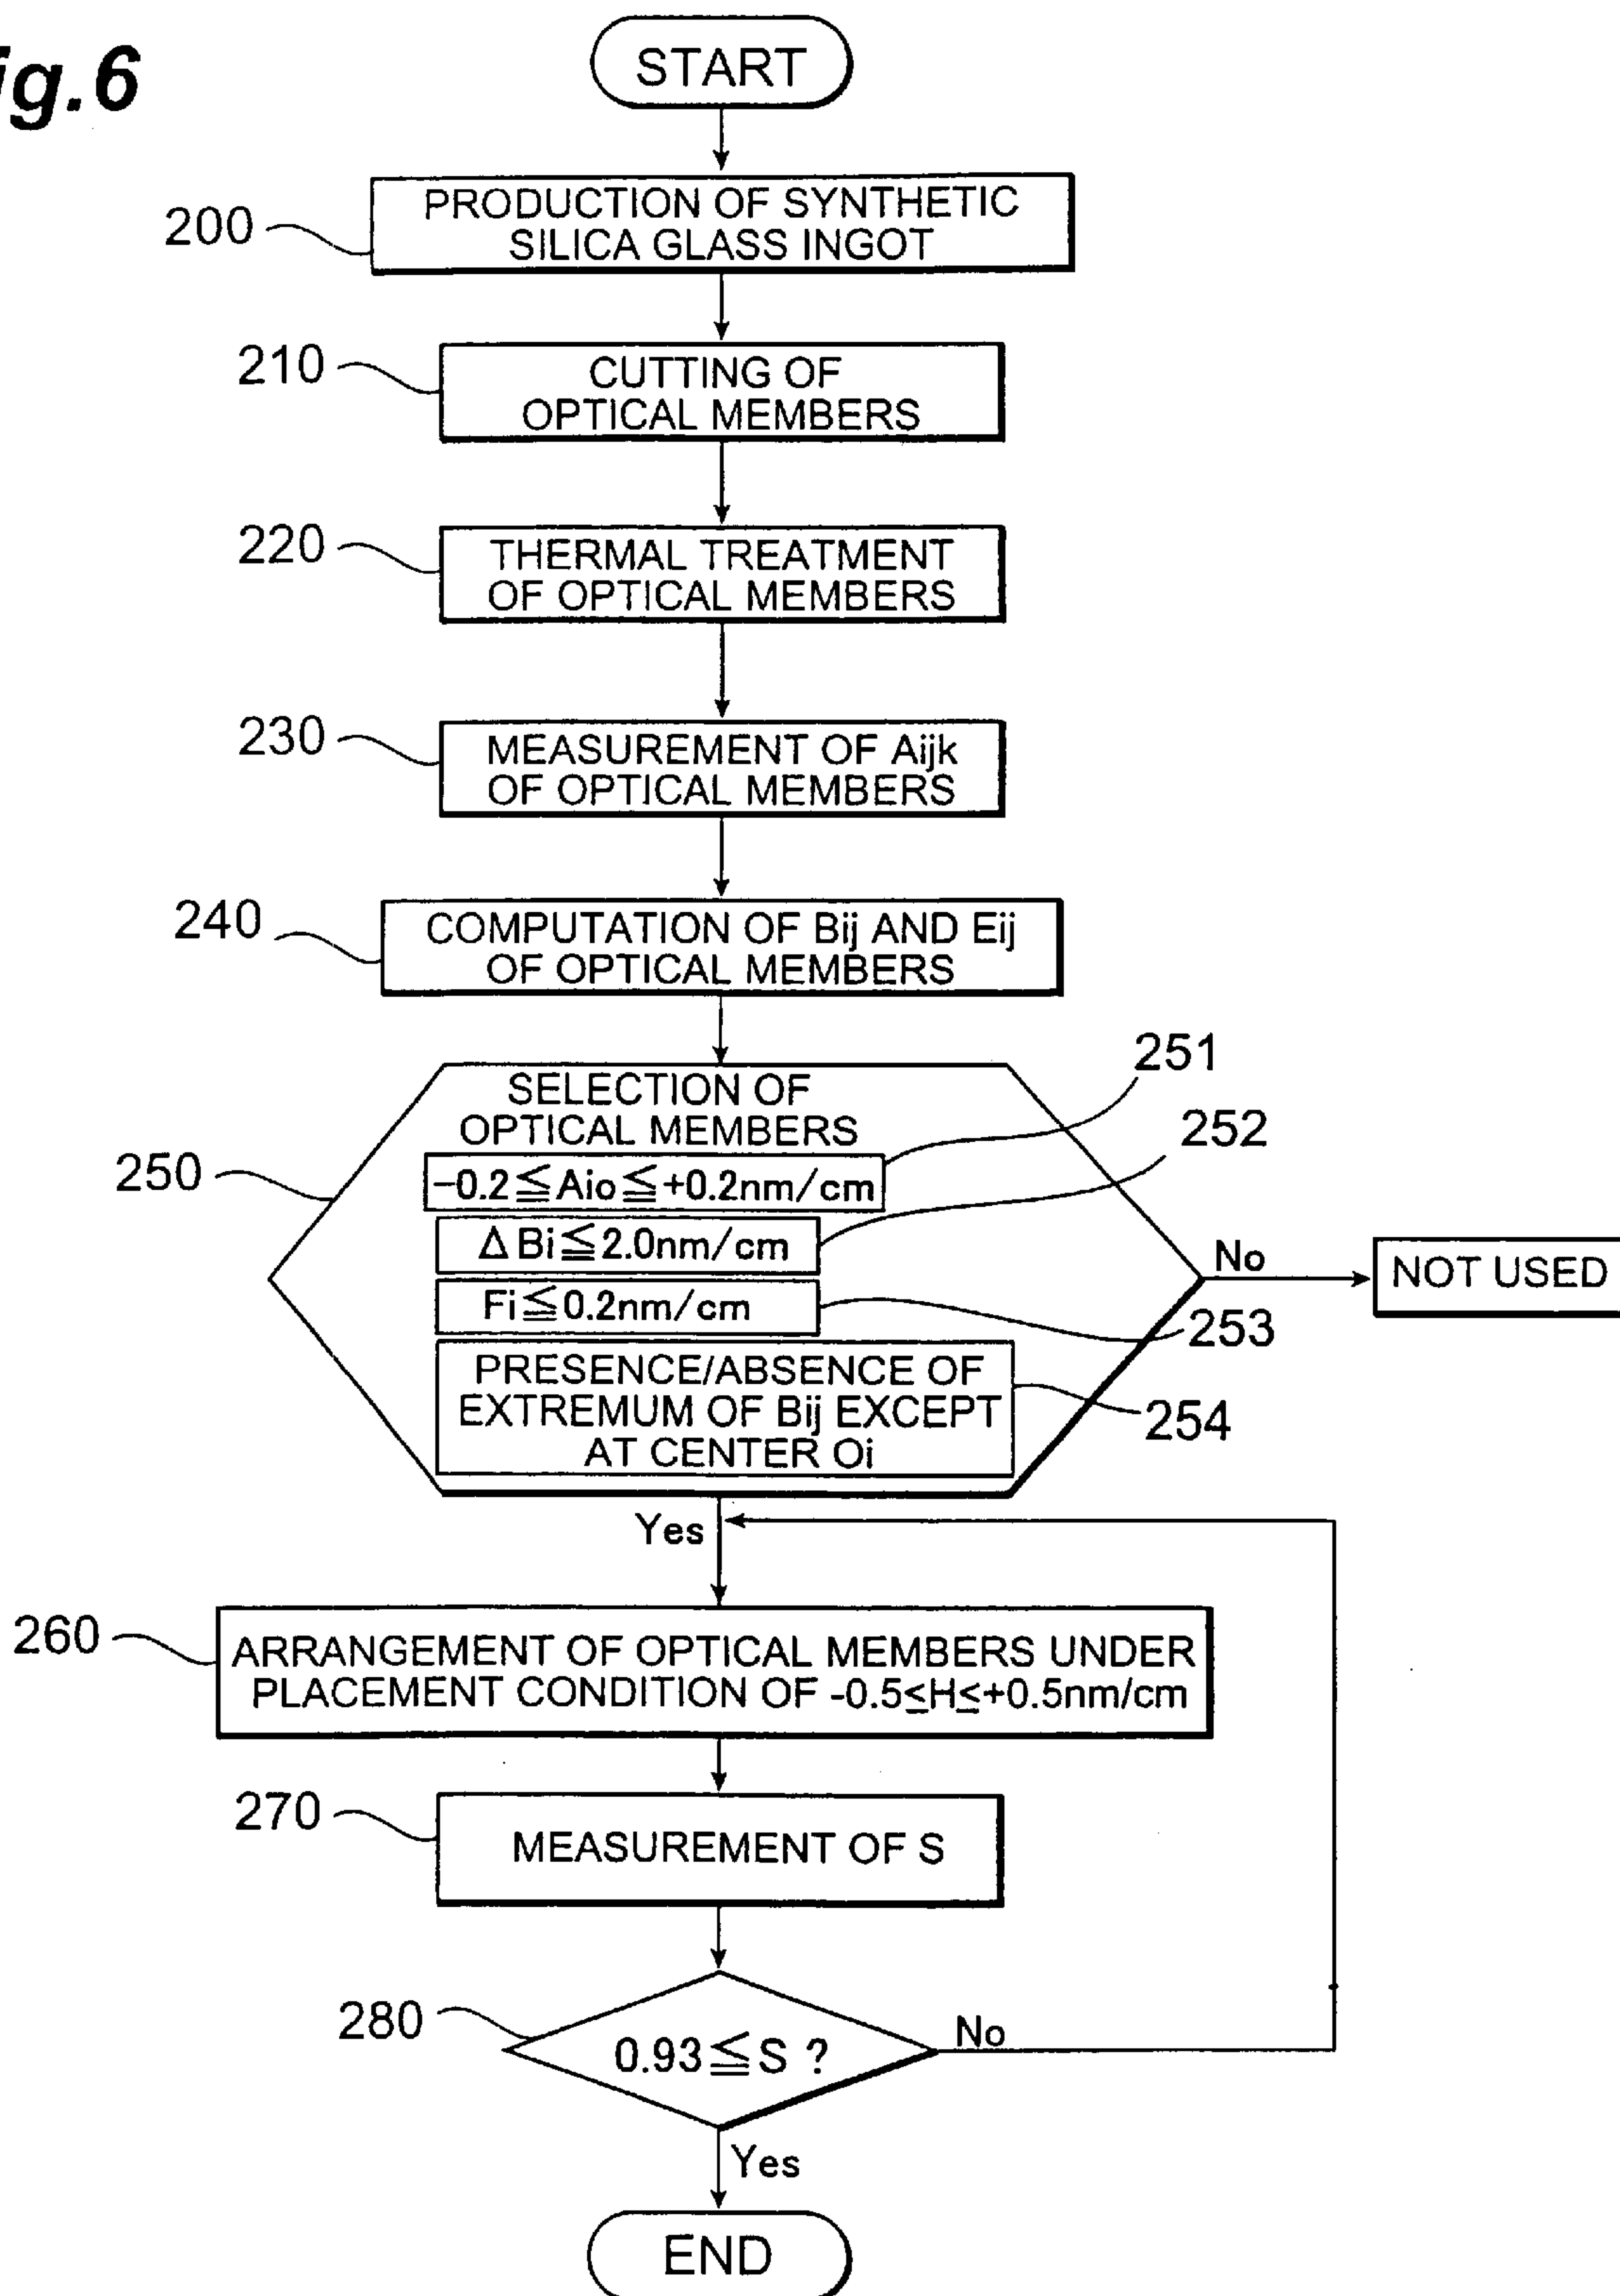 ig.6
START
200
PRODUCTION OF SYNTHETIC
SILICA GLASS INGOT
210
CUTTING OF
OPTICAL MEMBERS
220
THERMAL TREATMENT
OF OPTICAL MEMBERS
230
MEASUREMENT OF Aijk
OF OPTICAL MEMBERS
240
COMPUTATION OF Bij AND Eij
OF OPTICAL MEMBERS
250
SELECTION OF
OPTICAL MEMBERS
251
-0.2≦Aio≦+0.2nm/cm
252
ΔBi≦2.0nm/cm
253
Fi≦0.2nm/cm
254
PRESENCE/ABSENCE OF
EXTREMUM OF Bij EXCEPT
AT CENTER Oi
No
NOT USED
Yes
260
ARRANGEMENT OF OPTICAL MEMBERS UNDER
PLACEMENT CONDITION OF -0.5≤H≤+0.5nm/cm
270
MEASUREMENT OF S
280
0.93≦S ?
No
Yes
END